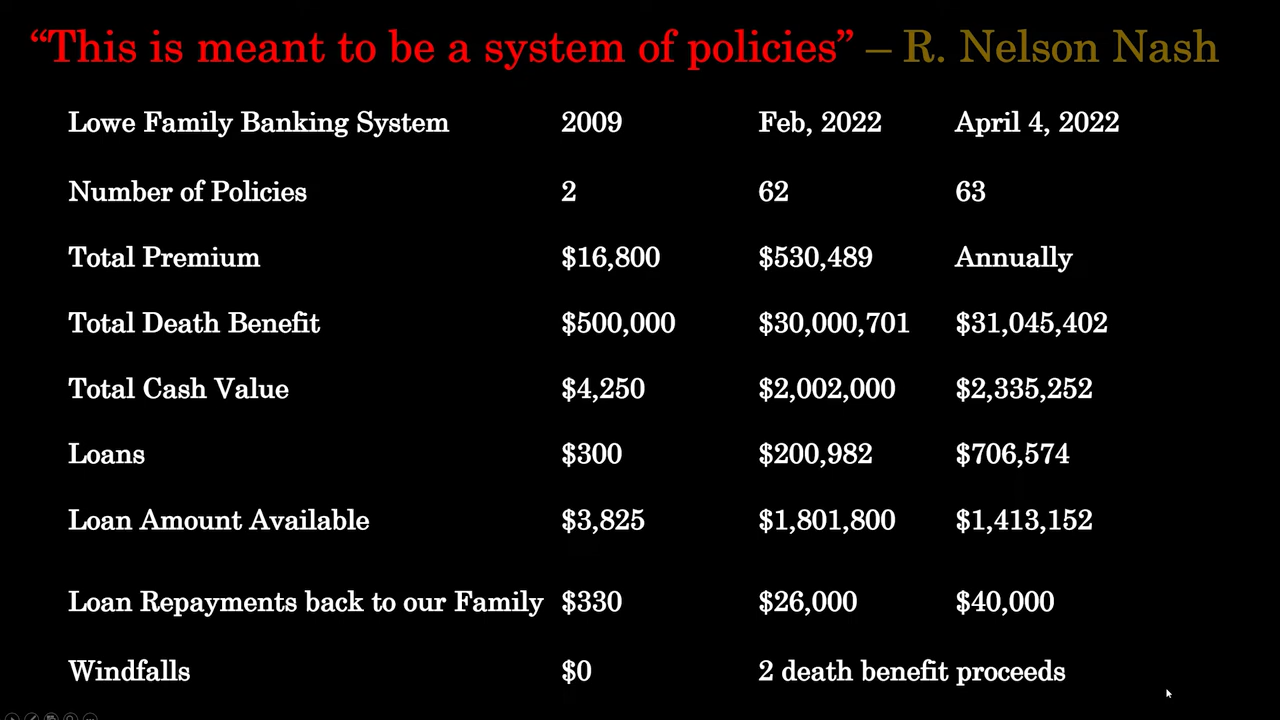 “This is meant to be a system of policies” – R. Nelson Nash
Lowe Family Banking System 2009 Feb, 2022 April 4, 2022
Number of Policies 2 62 63
Total Premium $16,800 $530,489 Annually
Total Death Benefit $500,000 $30,000,701 $31,045,402
Total Cash Value $4,250 $2,002,000 $2,335,252
Loans $300 $200,982 $706,574
Loan Amount Available $3,825 $1,801,800 $1,413,152
Loan Repayments back to our Family $330 $26,000 $40,000
Windfalls $0 2 death benefit proceeds